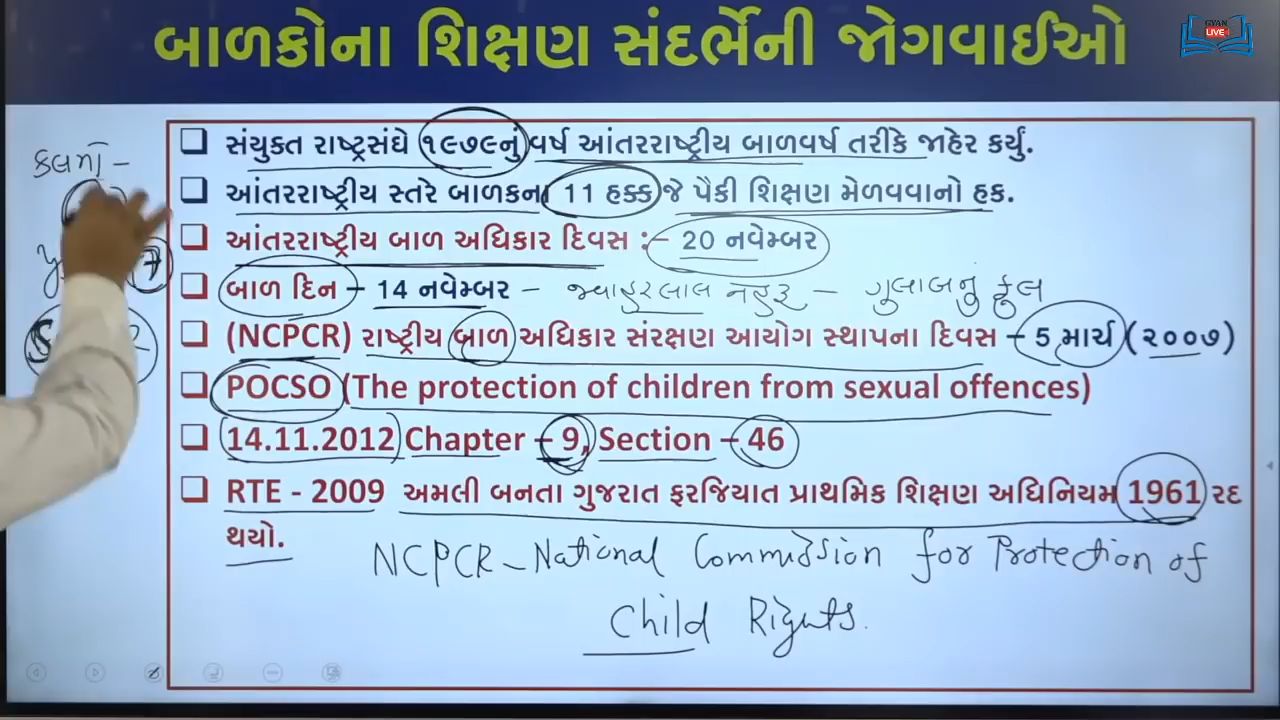 બાળકોના શિક્ષણ સંદર્ભેની જોગવાઈઓ
GYAN
LIVE
કલમો -
સંયુક્ત રાષ્ટ્રસંઘે ૧૯૭૯નું વર્ષ આંતરરાષ્ટ્રીય બાળવર્ષ તરીકે જાહેર કર્યું.
આંતરરાષ્ટ્રીય સ્તરે બાળકના 11 હક્ક જે પૈકી શિક્ષણ મેળવવાનો હક.
આંતરરાષ્ટ્રીય બાળ અધિકાર દિવસ :- 20 નવેમ્બર
7
બાળ દિન - 14 નવેમ્બર - જવાહરલાલ નહેરૂ - ગુલાબનું ફૂલ
(NCPCR) રાષ્ટ્રીય બાળ અધિકાર સંરક્ષણ આયોગ સ્થાપના દિવસ - 5 માર્ચ (૨૦૦૭)
POCSO (The protection of children from sexual offences)
14.11.2012 Chapter - 9, Section - 46
RTE - 2009 અમલી બનતા ગુજરાત ફરજિયાત પ્રાથમિક શિક્ષણ અધિનિયમ 1961 રદ
થયો.
NCPCR - National Commission for Protection of
Child Rights.